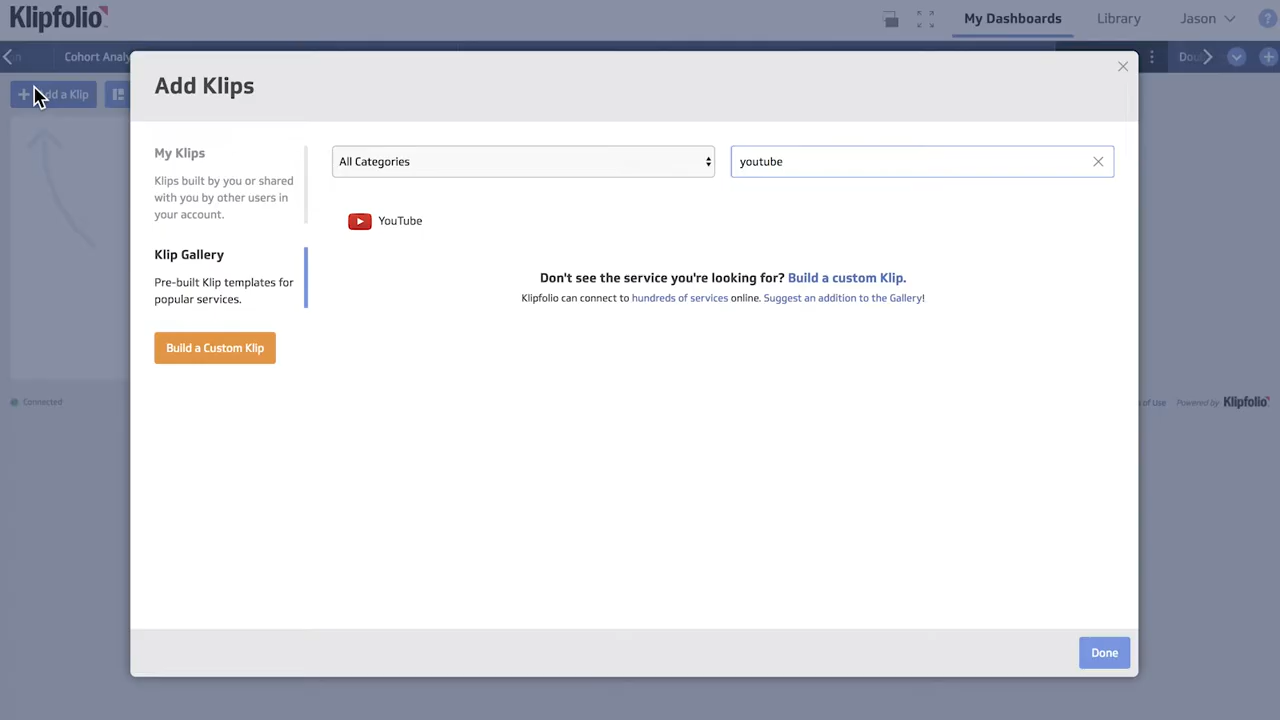 Klipfolio
My Dashboards
Library
Jason
?
Cohort Analy
Dou
+ dd a Klip
Add Klips
My Klips
Klips built by you or shared
with you by other users in
your account.
Klip Gallery
Pre-built Klip templates for
popular services.
Build a Custom Klip
All Categories
youtube
YouTube
Don't see the service you're looking for? Build a custom Klip.
Klipfolio can connect to hundreds of services online. Suggest an addition to the Gallery!
Connected
of Use
Powered by Klipfolio
Done